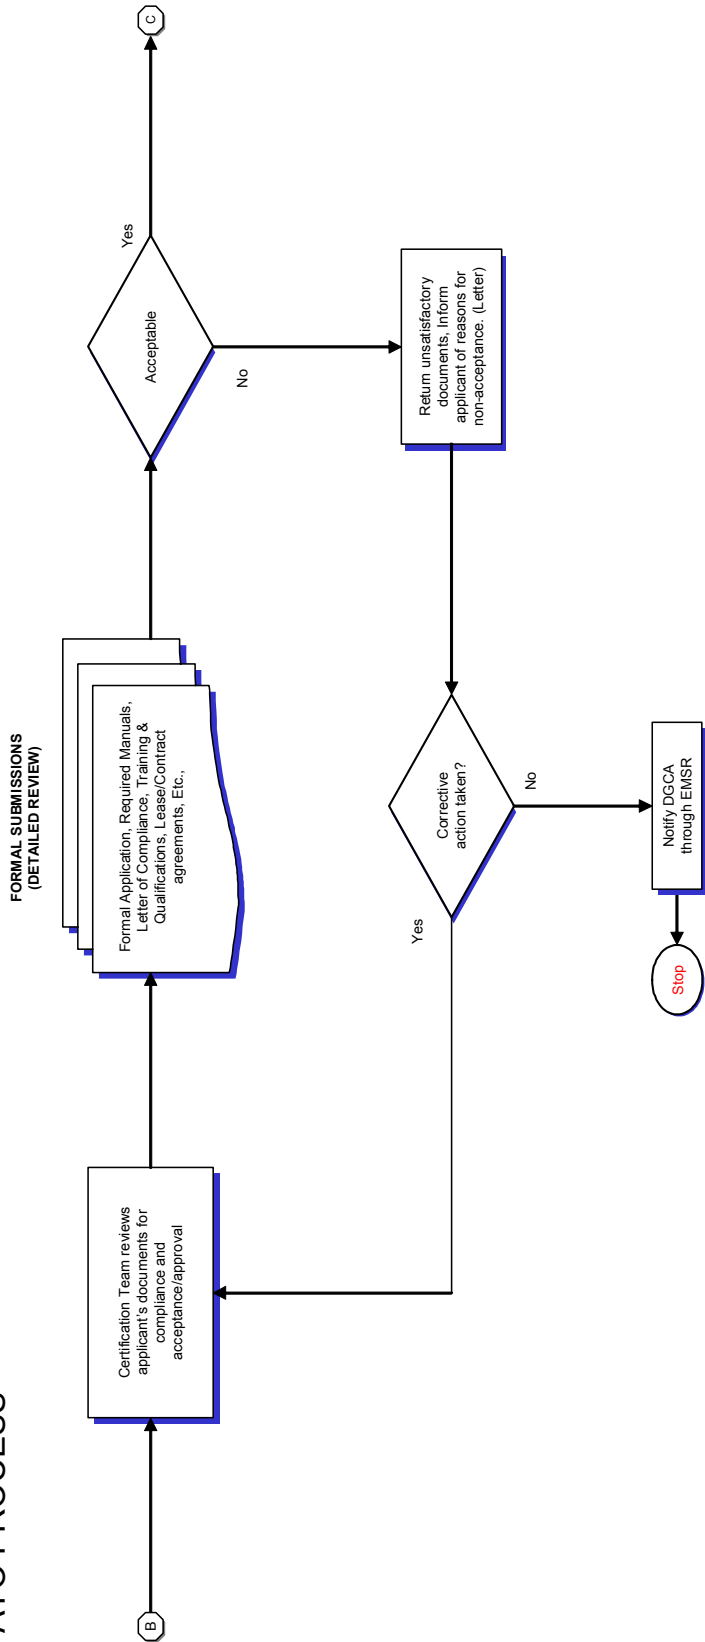 ATO PROCESS
FORMAL SUBMISSIONS
(DETAILED REVIEW)
B
Certification Team reviews
applicant's documents for
compliance and
acceptance/approval
Formal Application, Required Manuals,
Letter of Compliance, Training &
Qualifications, Lease/Contract
agreements, Etc.,
Acceptable
Yes
C
No
Return unsatisfactory
documents, Inform
applicant of reasons for
non-acceptance. (Letter)
Corrective
action taken?
Yes
No
Notify DGCA
through EMSR
Stop